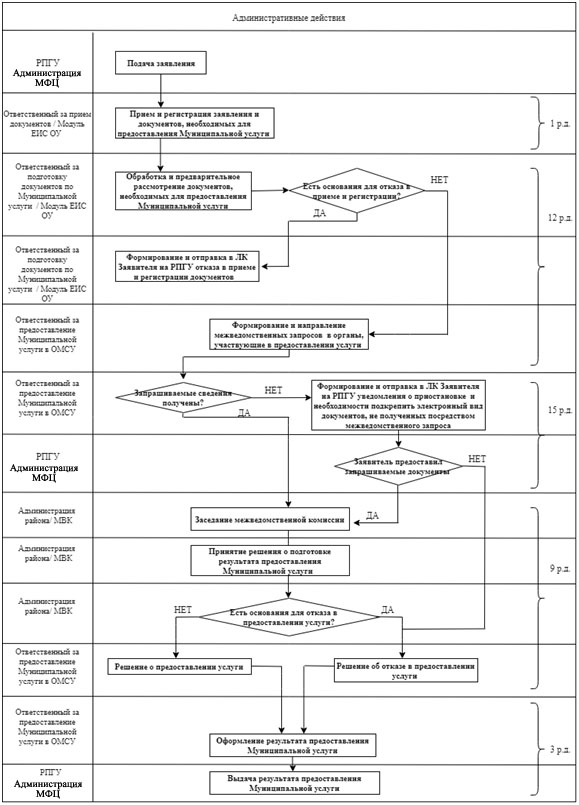 Административные действия
РПГУ
Администрация
МФЦ
Подача заявления
Ответственный за прием
документов / Модуль
ЕИС ОУ
Прием и регистрация заявления и
документов, необходимых для
предоставления Муниципальной услуги
1 р.д.
Ответственный за
подготовку
документов по
Муниципальной
услуги / Модуль ЕИС
ОУ
Обработка и предварительное
рассмотрение документов,
необходимых для предоставления
Муниципальной услуги
Есть основания для отказа в
приеме и регистрации?
НЕТ
ДА
12 р.д.
Ответственный за
подготовку
документов по
Муниципальной
услуги / Модуль ЕИС
ОУ
Формирование и отправка в ЛК
Заявителя на РПГУ отказа в приеме
и регистрации документов
Ответственный за
предоставление
Муниципальной
услуги в ОМСУ
Формирование и направление
межведомственных запросов в органы,
участвующие в предоставлении услуги
Ответственный за
предоставление
Муниципальной
услуги в ОМСУ
Запрашиваемые сведения
получены?
НЕТ
ДА
Формирование и отправка в ЛК Заявителя
на РПГУ уведомления о приостановке и
необходимости подкрепить электронный вид
документов, не полученных посредством
межведомственного запроса
15 р.д.
РПГУ
Администрация
МФЦ
Заявитель предоставил
запрашиваемые документы
НЕТ
ДА
Администрация
района/ МВК
Заседание межведомственной комиссии
Администрация
района/ МВК
Принятие решения о подготовке
результата предоставления
Муниципальной услуги
9 р.д.
Администрация
района/ МВК
НЕТ
Есть основания для отказа в
предоставлении услуги?
ДА
Ответственный за
предоставление
Муниципальной
услуги в ОМСУ
Решение о предоставлении услуги
Решение об отказе в предоставлении
услуги
Ответственный за
предоставление
Муниципальной
услуги в ОМСУ
Оформление результата предоставления
Муниципальной услуги
3 р.д.
РПГУ
Администрация
МФЦ
Выдача результата предоставления
Муниципальной услуги